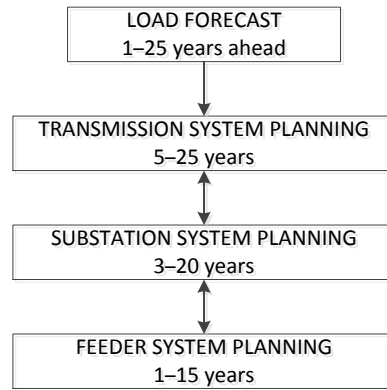 LOAD FORECAST
1–25 years ahead
TRANSMISSION SYSTEM PLANNING
5–25 years
SUBSTATION SYSTEM PLANNING
3–20 years
FEEDER SYSTEM PLANNING
1–15 years